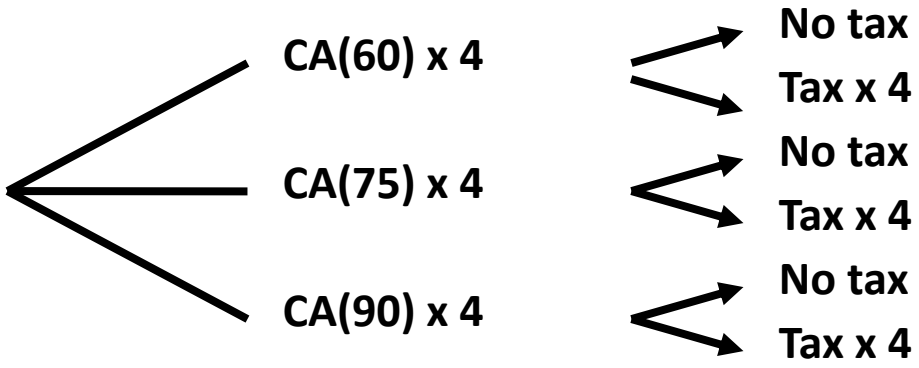 No tax
CA(60) x 4
Tax x 4
No tax
CA(75) x 4
Tax x 4
No tax
CA(90) x 4
Tax x 4